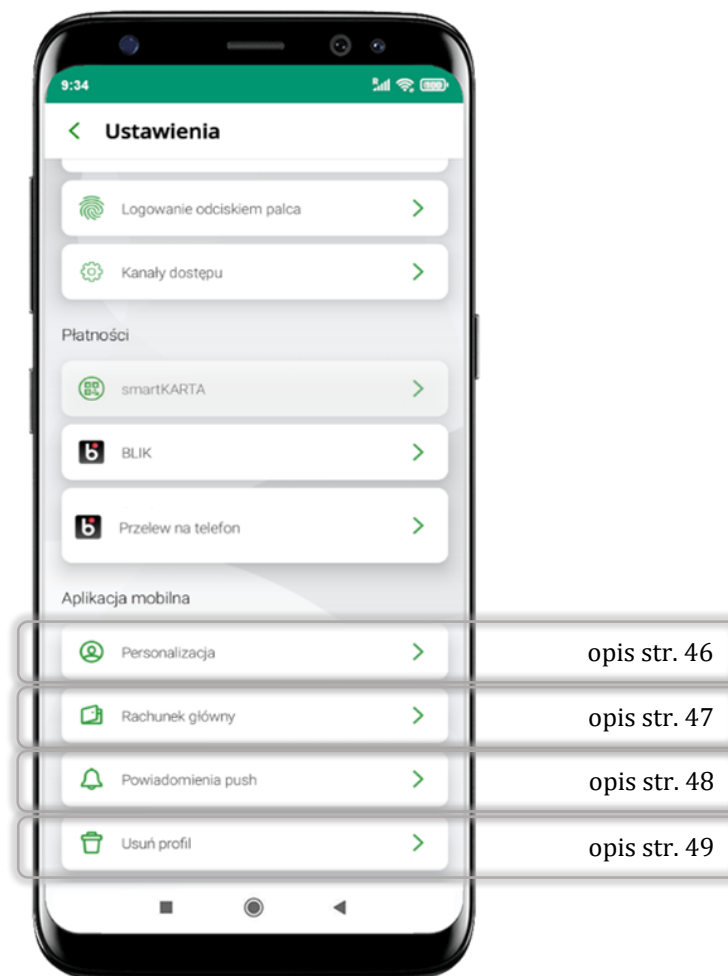 9:34
Ustawienia
Logowanie odciskiem palca
Kanały dostępu
Płatności
smartKARTA
BLIK
Przelew na telefon
Aplikacja mobilna
Personalizacja opis str. 46
Rachunek główny opis str. 47
Powiadomienia push opis str. 48
Usuń profil opis str. 49